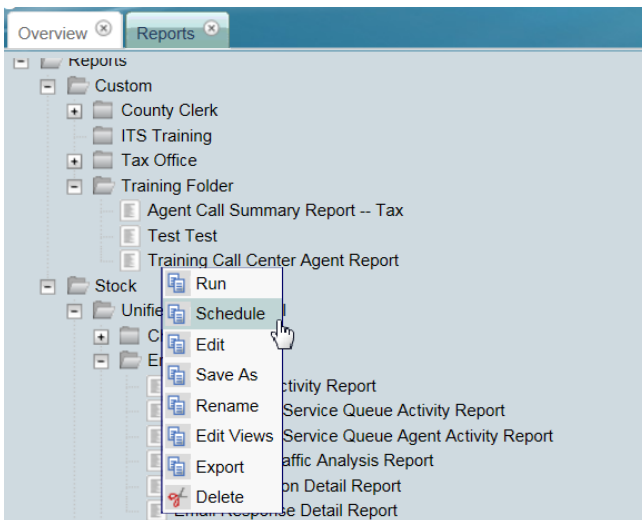 Overview
Reports
Reports
Custom
County Clerk
ITS Training
Tax Office
Training Folder
Agent Call Summary Report -- Tax
Test Test
Training Call Center Agent Report
Stock
Run
Unifie
Schedule
C
Edit
E
Save As
ctivity Report
Rename
Service Queue Activity Report
Edit Views
Service Queue Agent Activity Report
Export
affic Analysis Report
on Detail Report
Delete
Email Response Detail Report